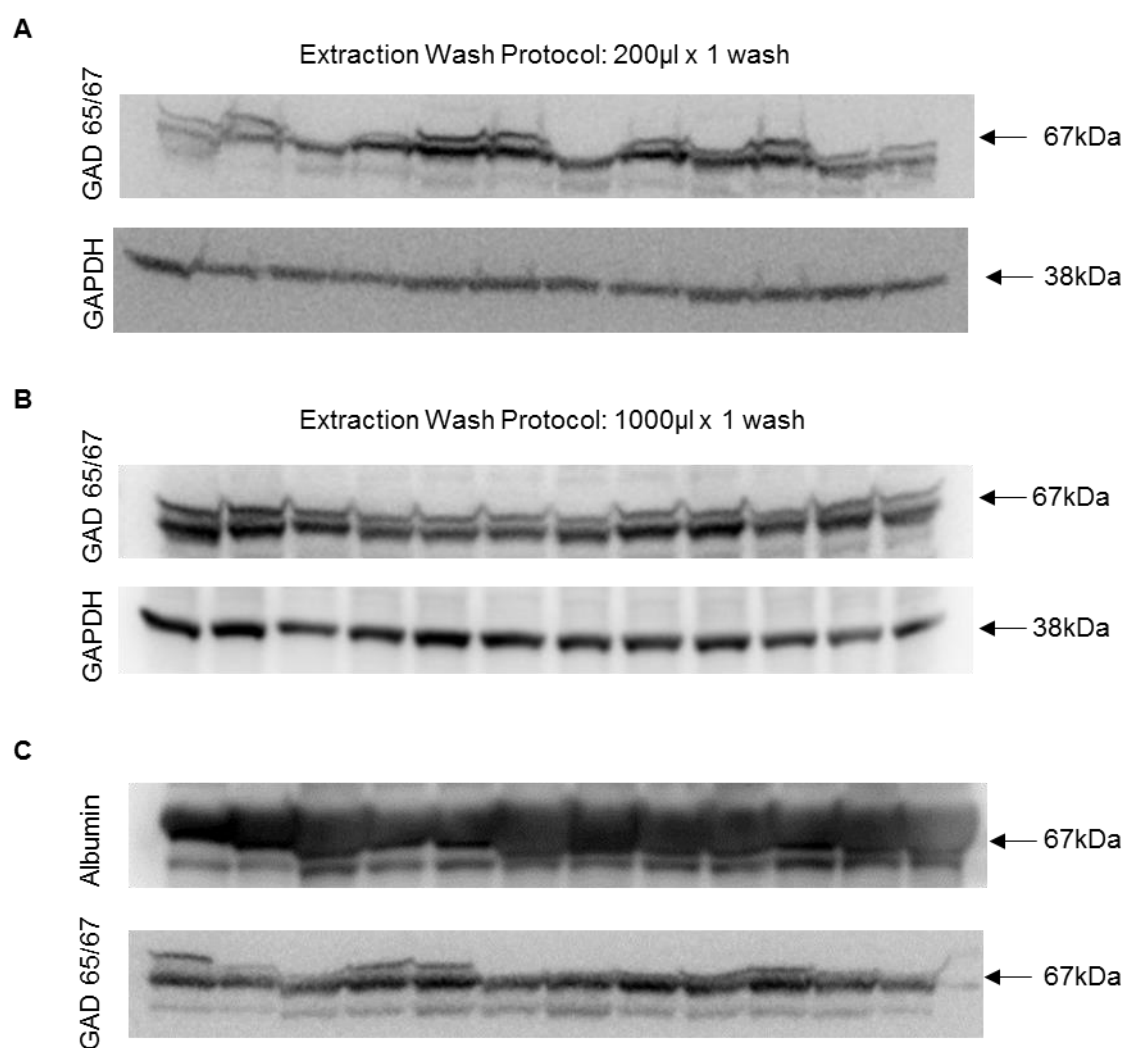 A
Extraction Wash Protocol: 200µl x 1 wash
GAD 65/67
67kDa
GAPDH
38kDa
B
Extraction Wash Protocol: 1000µl x 1 wash
GAD 65/67
67kDa
GAPDH
38kDa
C
Albumin
67kDa
GAD 65/67
67kDa